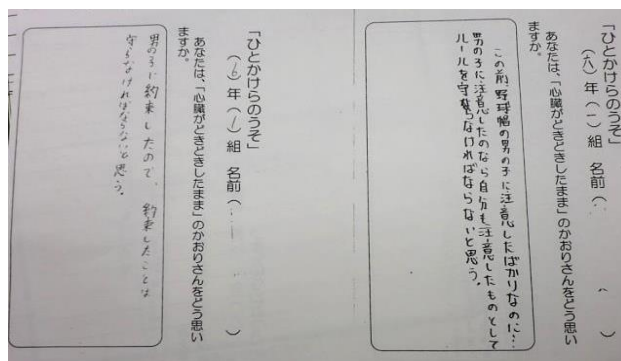 「ひとかけらのうそ」
(六)年(一)組 名前(
)
あなたは、「心臓がどきどきしたまま」のかおりさんをどう思い
ますか。
この前野球帽の男の子に注意したばかりなのに…
男の子に注意したのなら自分も注意したものとして
ルールを守らなければならないと思う。
「ひとかけらのうそ」
(6)年(1)組 名前(
)
あなたは、「心臓がどきどきしたまま」のかおりさんをどう思い
ますか。
男の子に約束したので、約束したことは
守らなければならないと思う。